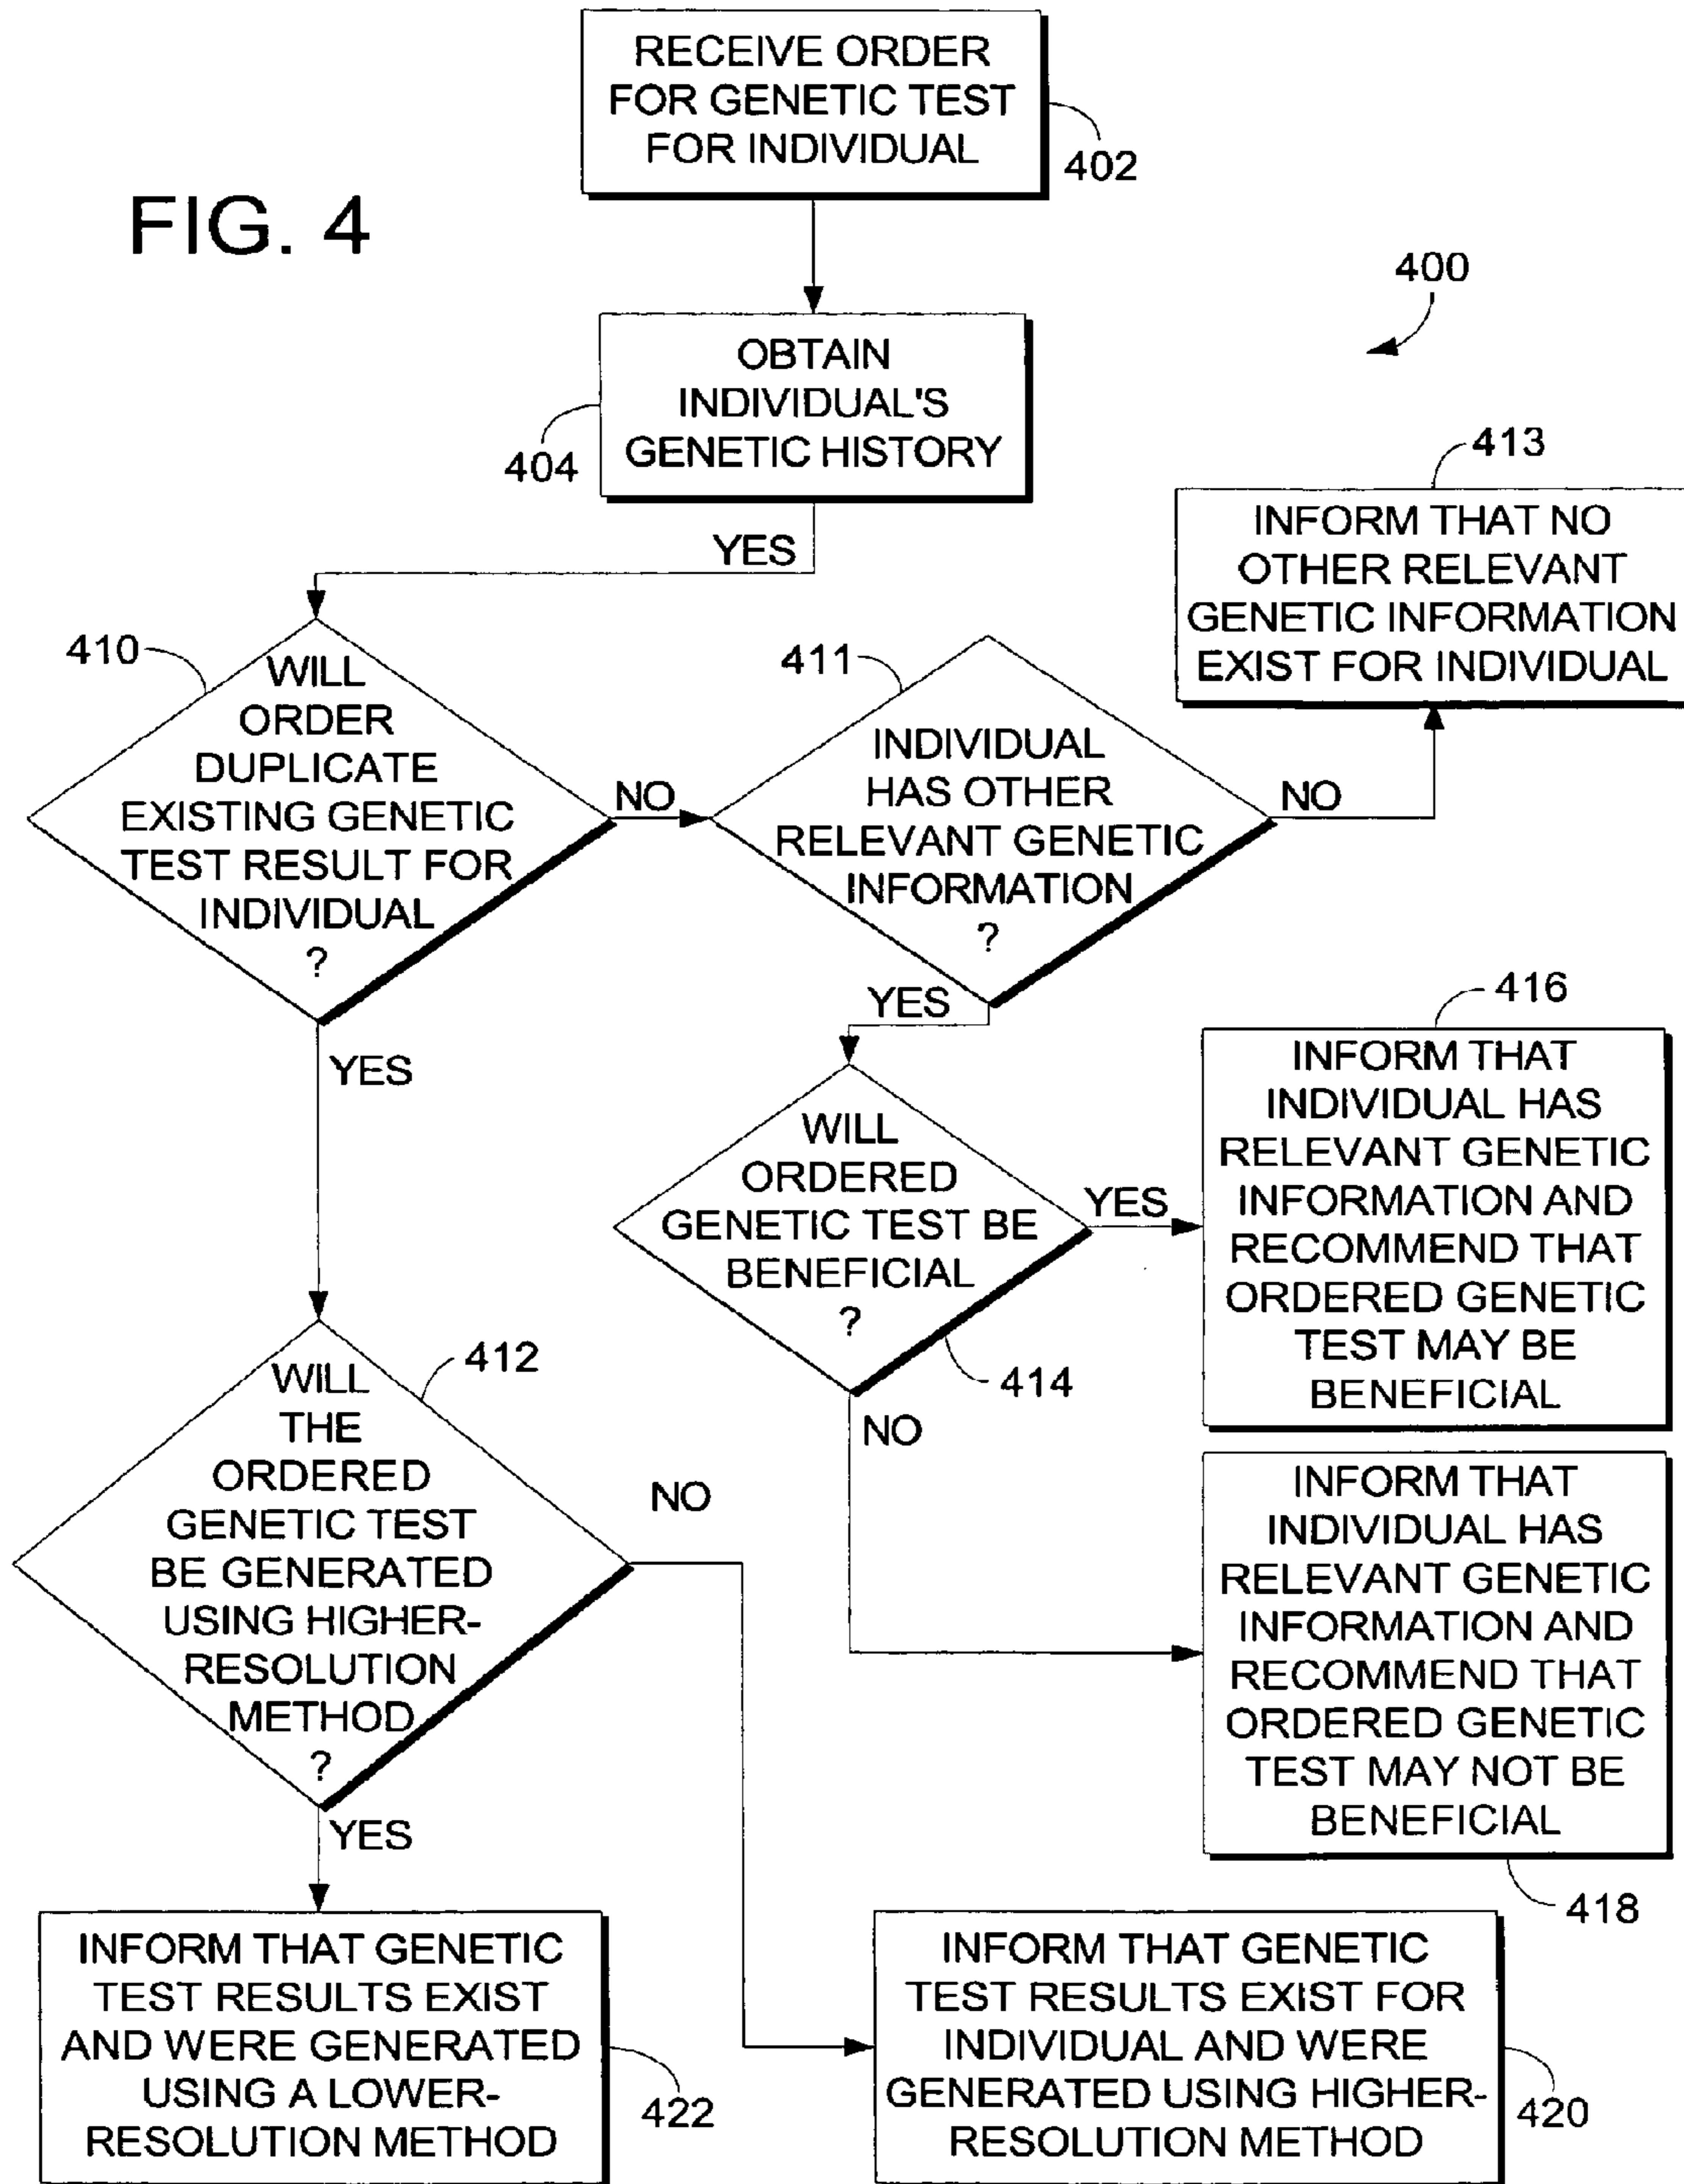 RECEIVE ORDER
FOR GENETIC TEST
FOR INDIVIDUAL
402
FIG. 4
400
OBTAIN
INDIVIDUAL'S
GENETIC HISTORY
404
YES
413
INFORM THAT NO
OTHER RELEVANT
GENETIC INFORMATION
EXIST FOR INDIVIDUAL
410
WILL
ORDER
DUPLICATE
EXISTING GENETIC
TEST RESULT FOR
INDIVIDUAL
?
NO
411
INDIVIDUAL
HAS OTHER
RELEVANT GENETIC
INFORMATION
?
NO
YES
YES
WILL
ORDERED
GENETIC TEST BE
BENEFICIAL
?
414
YES
NO
416
INFORM THAT
INDIVIDUAL HAS
RELEVANT GENETIC
INFORMATION AND
RECOMMEND THAT
ORDERED GENETIC
TEST MAY BE
BENEFICIAL
412
WILL
THE
ORDERED
GENETIC TEST
BE GENERATED
USING HIGHER-
RESOLUTION
METHOD
?
NO
YES
INFORM THAT
INDIVIDUAL HAS
RELEVANT GENETIC
INFORMATION AND
RECOMMEND THAT
ORDERED GENETIC
TEST MAY NOT BE
BENEFICIAL
418
INFORM THAT GENETIC
TEST RESULTS EXIST
AND WERE GENERATED
USING A LOWER-
RESOLUTION METHOD
422
INFORM THAT GENETIC
TEST RESULTS EXIST FOR
INDIVIDUAL AND WERE
GENERATED USING HIGHER-
RESOLUTION METHOD
420